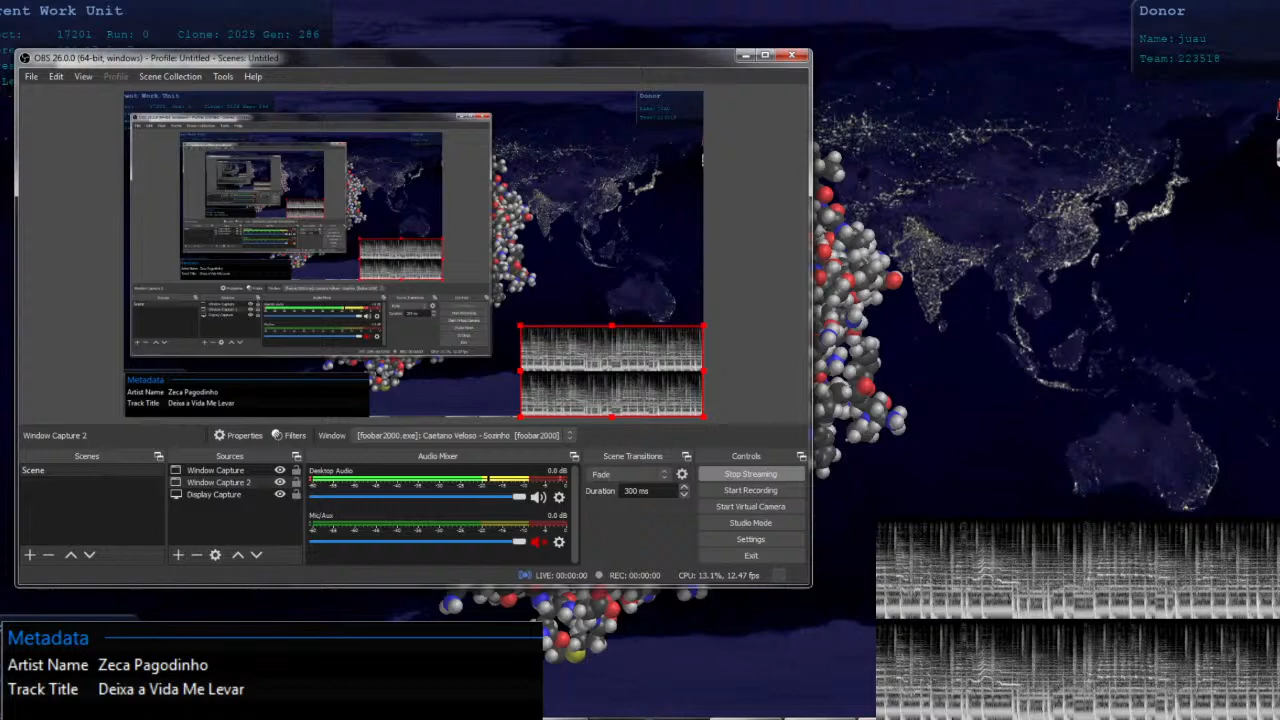 rent Work Unit
ct: 17201 Run: 0 Clone: 2025 Gen: 286
Donor
Name: juau
Team: 223518
OBS 26.0.0 (64-bit, windows) - Profile: Untitled - Scenes: Untitled
File Edit View Profile Scene Collection Tools Help
Metadata
Artist Name Zeca Pagodinho
Track Title Deixa a Vida Me Levar
Window Capture 2 Properties Filters Window [foobar2000.exe]: Caetano Veloso - Sozinho [foobar2000]
Scenes Sources Audio Mixer Scene Transitions Controls
Scene
Window Capture
Window Capture 2
Display Capture
Desktop Audio 0.0 dB
Mic/Aux 0.0 dB
Fade
Duration 300 ms
Stop Streaming
Start Recording
Start Virtual Camera
Studio Mode
Settings
Exit
LIVE: 00:00:00 REC: 00:00:00 CPU: 13.1%, 12.47 fps
Metadata
Artist Name Zeca Pagodinho
Track Title Deixa a Vida Me Levar